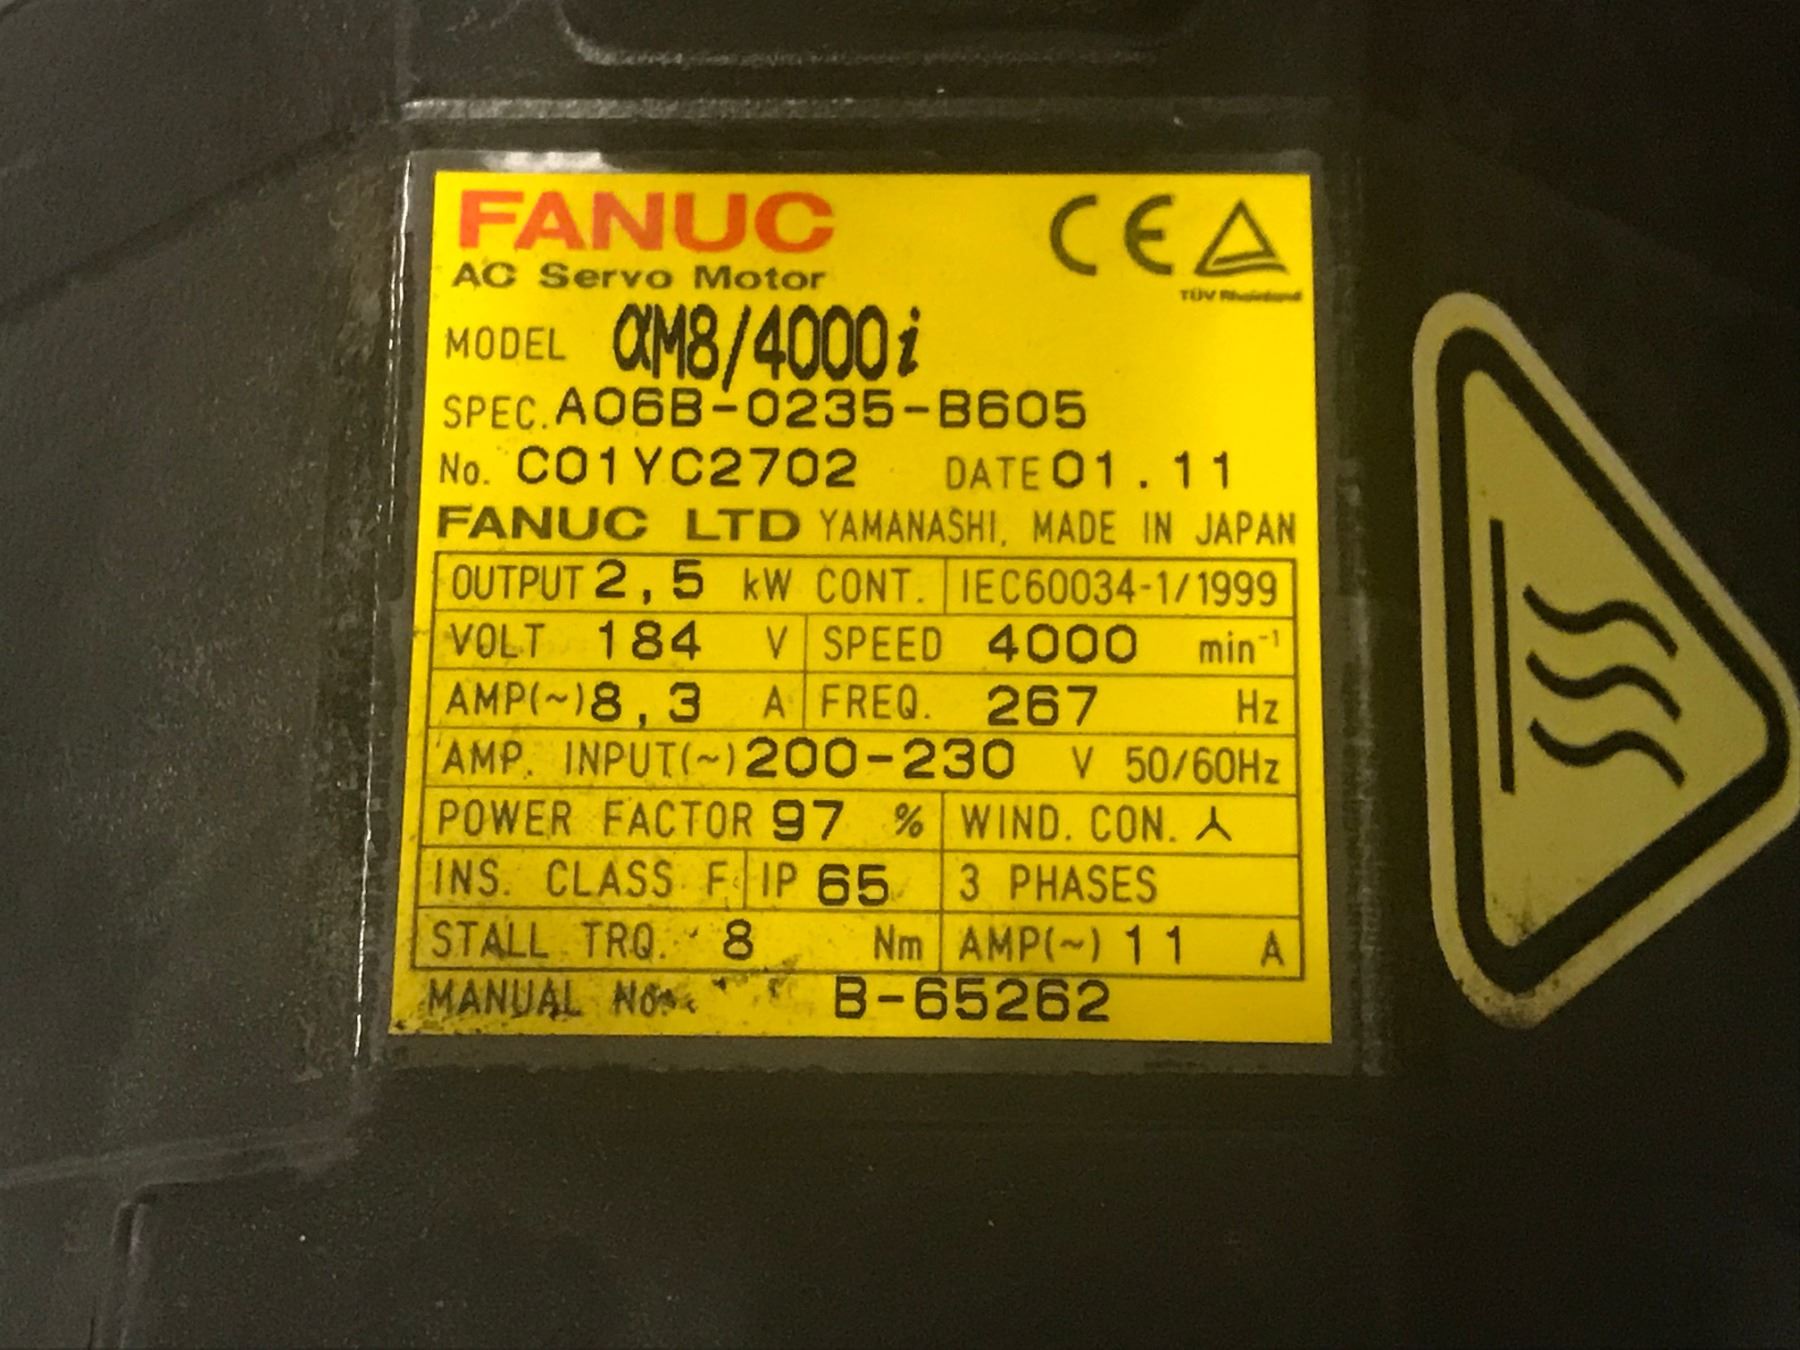 FANUC CE
AC Servo Motor TÜV Rheinland
MODEL αM8/4000i
SPEC. A06B-0235-B605
No. C01YC2702 DATE 01.11
FANUC LTD YAMANASHI, MADE IN JAPAN
OUTPUT 2,5 kW CONT. IEC60034-1/1999
VOLT 184 V SPEED 4000 min⁻¹
AMP(~) 8,3 A FREQ. 267 Hz
AMP. INPUT(~) 200-230 V 50/60Hz
POWER FACTOR 97 % WIND. CON. ⅄
INS. CLASS F IP 65 3 PHASES
STALL TRQ. 8 Nm AMP(~) 11 A
MANUAL No. B-65262